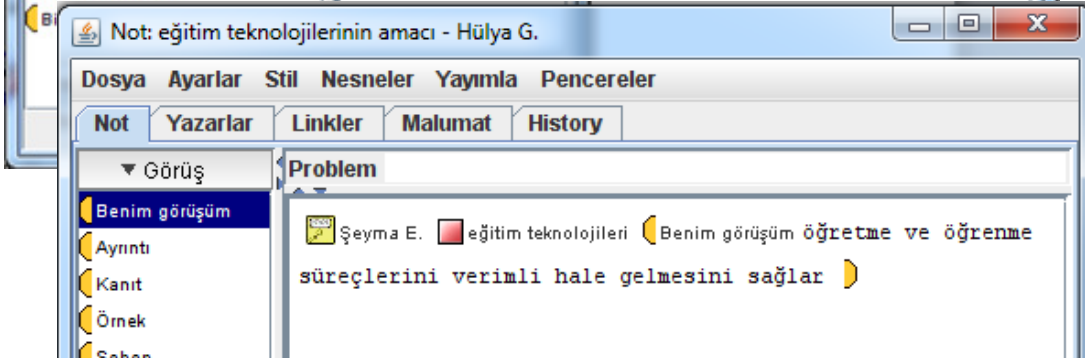 Bi
Not: eğitim teknolojilerinin amacı - Hülya G.
Dosya Ayarlar Stil Nesneler Yayımla Pencereler
Not Yazarlar Linkler Malumat History
Görüş
Problem
Benim görüşüm
Ayrıntı
Kanıt
Örnek
Şeyma E. eğitim teknolojileri Benim görüşüm öğretme ve öğrenme
süreçlerini verimli hale gelmesini sağlar